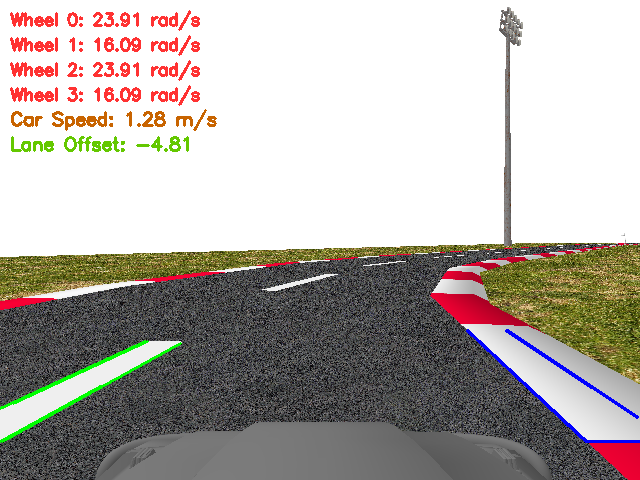 Wheel 0: 23.91 rad/s
Wheel 1: 16.09 rad/s
Wheel 2: 23.91 rad/s
Wheel 3: 16.09 rad/s
Car Speed: 1.28 m/s
Lane Offset: -4.81